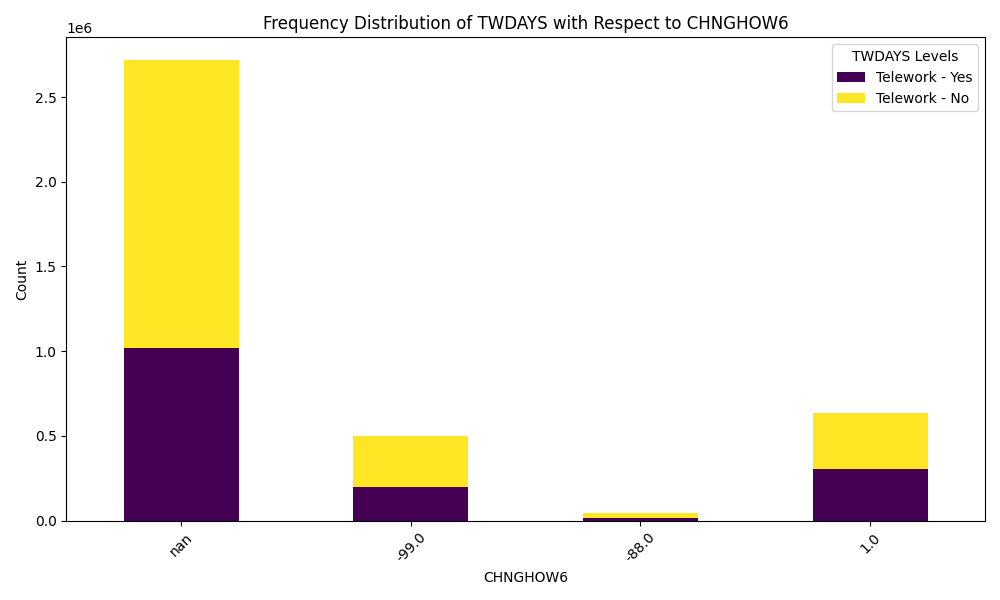 Frequency Distribution of TWDAYS with Respect to CHNGHOW6
1e6
TWDAYS Levels
Telework - Yes
Telework - No
2.5
2.0
1.5
1.0
0.5
0.0
Count
nan
-99.0
-88.0
1.0
CHNGHOW6